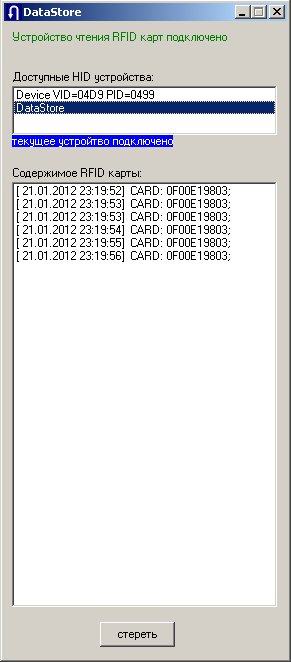 DataStore
Устройство чтения RFID карт подключено
Доступные HID устройства:
Device VID=04D9 PID=0499
DataStore
текущее устройтво подключено
Содержимое RFID карты:
[ 21.01.2012 23:19:52] CARD: 0F00E19803;
[ 21.01.2012 23:19:53] CARD: 0F00E19803;
[ 21.01.2012 23:19:53] CARD: 0F00E19803;
[ 21.01.2012 23:19:54] CARD: 0F00E19803;
[ 21.01.2012 23:19:55] CARD: 0F00E19803;
[ 21.01.2012 23:19:56] CARD: 0F00E19803;
стереть